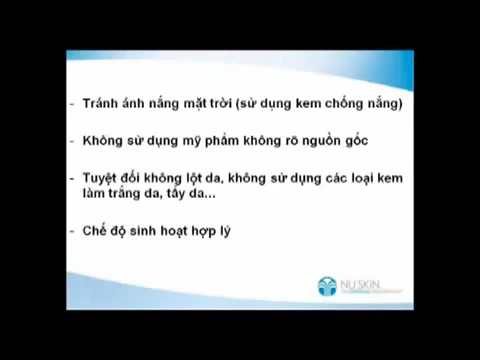 - Tránh ánh nắng mặt trời (sử dụng kem chống nắng)
- Không sử dụng mỹ phẩm không rõ nguồn gốc
- Tuyệt đối không lột da, không sử dụng các loại kem
làm trắng da, tẩy da...
- Chế độ sinh hoạt hợp lý
NU SKIN